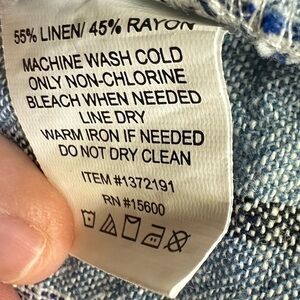 55% LINEN/ 45% RAYON
MACHINE WASH COLD
ONLY NON-CHLORINE
BLEACH WHEN NEEDED
LINE DRY
WARM IRON IF NEEDED
DO NOT DRY CLEAN
ITEM #1372191
RN #15600